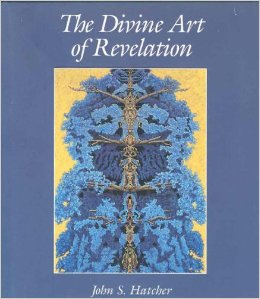 The Divine Art
of Revelation
John S. Hatcher